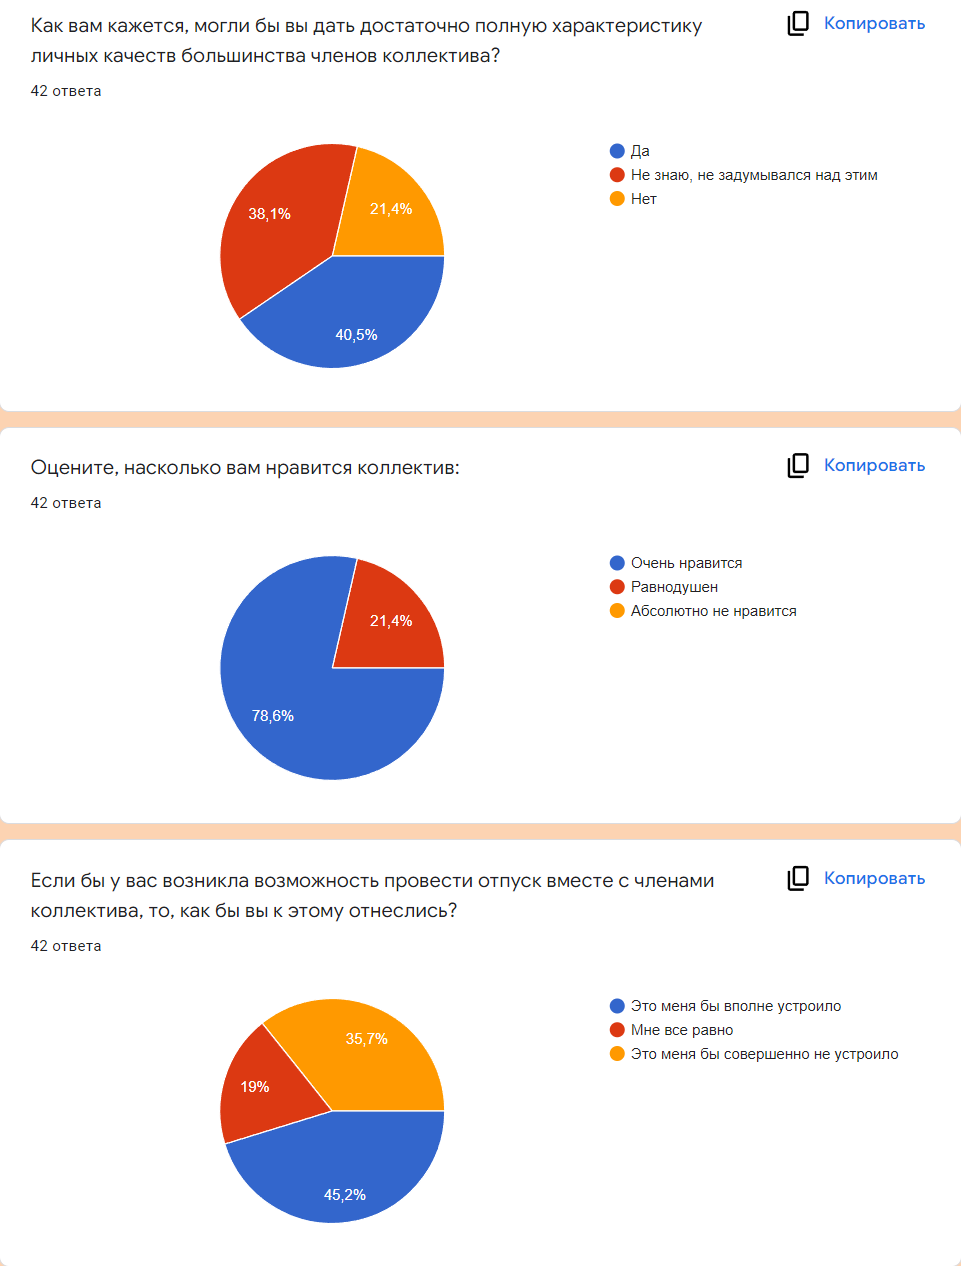 Как вам кажется, могли бы вы дать достаточно полную характеристику
личных качеств большинства членов коллектива?
Копировать
42 ответа
Да
Не знаю, не задумывался над этим
Нет
38,1%
21,4%
40,5%
Оцените, насколько вам нравится коллектив:
Копировать
42 ответа
Очень нравится
Равнодушен
Абсолютно не нравится
21,4%
78,6%
Если бы у вас возникла возможность провести отпуск вместе с членами
коллектива, то, как бы вы к этому отнеслись?
Копировать
42 ответа
Это меня бы вполне устроило
Мне все равно
Это меня бы совершенно не устроило
35,7%
19%
45,2%